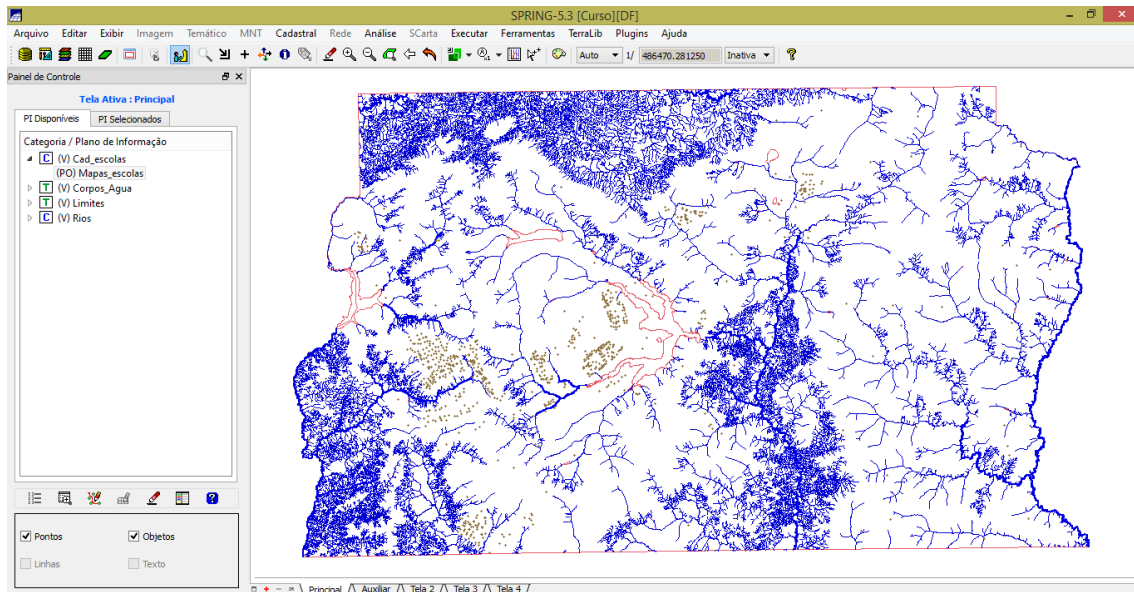 SPRING-5.3 [Curso][DF]
Arquivo Editar Exibir Imagem Temático MNT Cadastral Rede Análise SCarta Executar Ferramentas TerraLib Plugins Ajuda
Auto 1/ 486470.281250 Inativa
Painel de Controle
Tela Ativa : Principal
PI Disponíveis PI Selecionados
Categoria / Plano de Informação
C (V) Cad_escolas
(PO) Mapas_escolas
T (V) Corpos_Agua
T (V) Limites
C (V) Rios
Pontos Objetos
Linhas Texto
Principal Auxiliar Tela 2 Tela 3 Tela 4